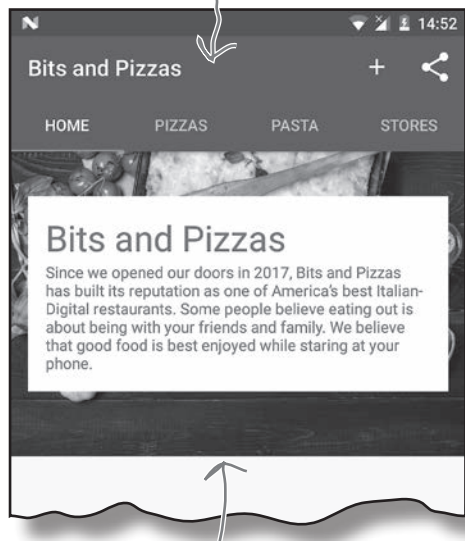 N 14:52
Bits and Pizzas +
HOME PIZZAS PASTA STORES
Bits and Pizzas
Since we opened our doors in 2017, Bits and Pizzas
has built its reputation as one of America's best Italian-
Digital restaurants. Some people believe eating out is
about being with your friends and family. We believe
that good food is best enjoyed while staring at your
phone.